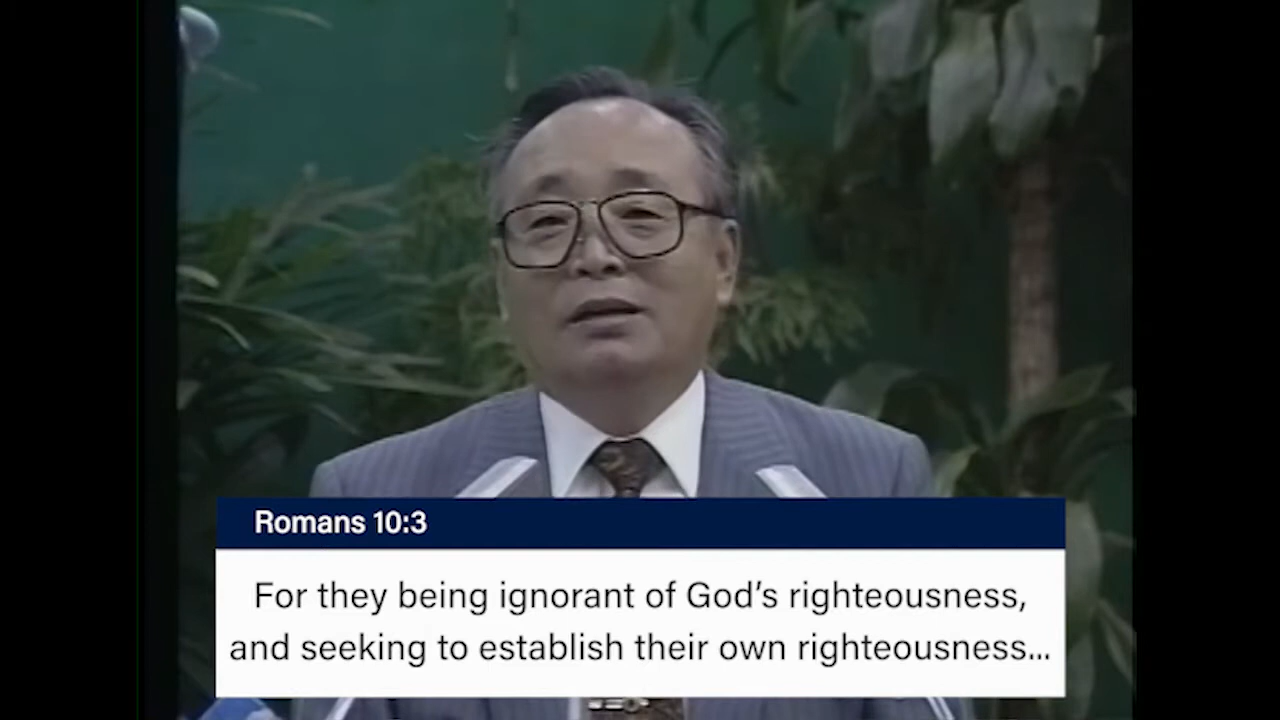 Romans 10:3
For they being ignorant of God’s righteousness,
and seeking to establish their own righteousness...